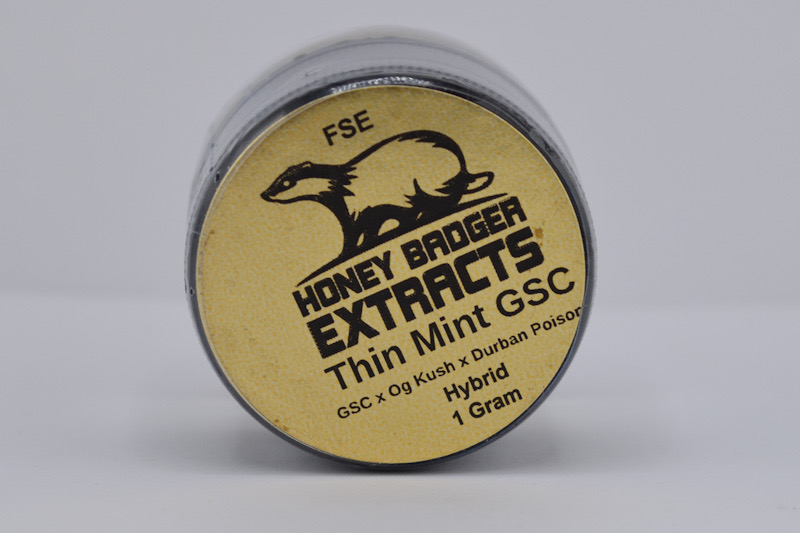 FSE
HONEY BADGER
EXTRACTS
Thin Mint GSC
GSC x Og Kush x Durban Poison
Hybrid
1 Gram